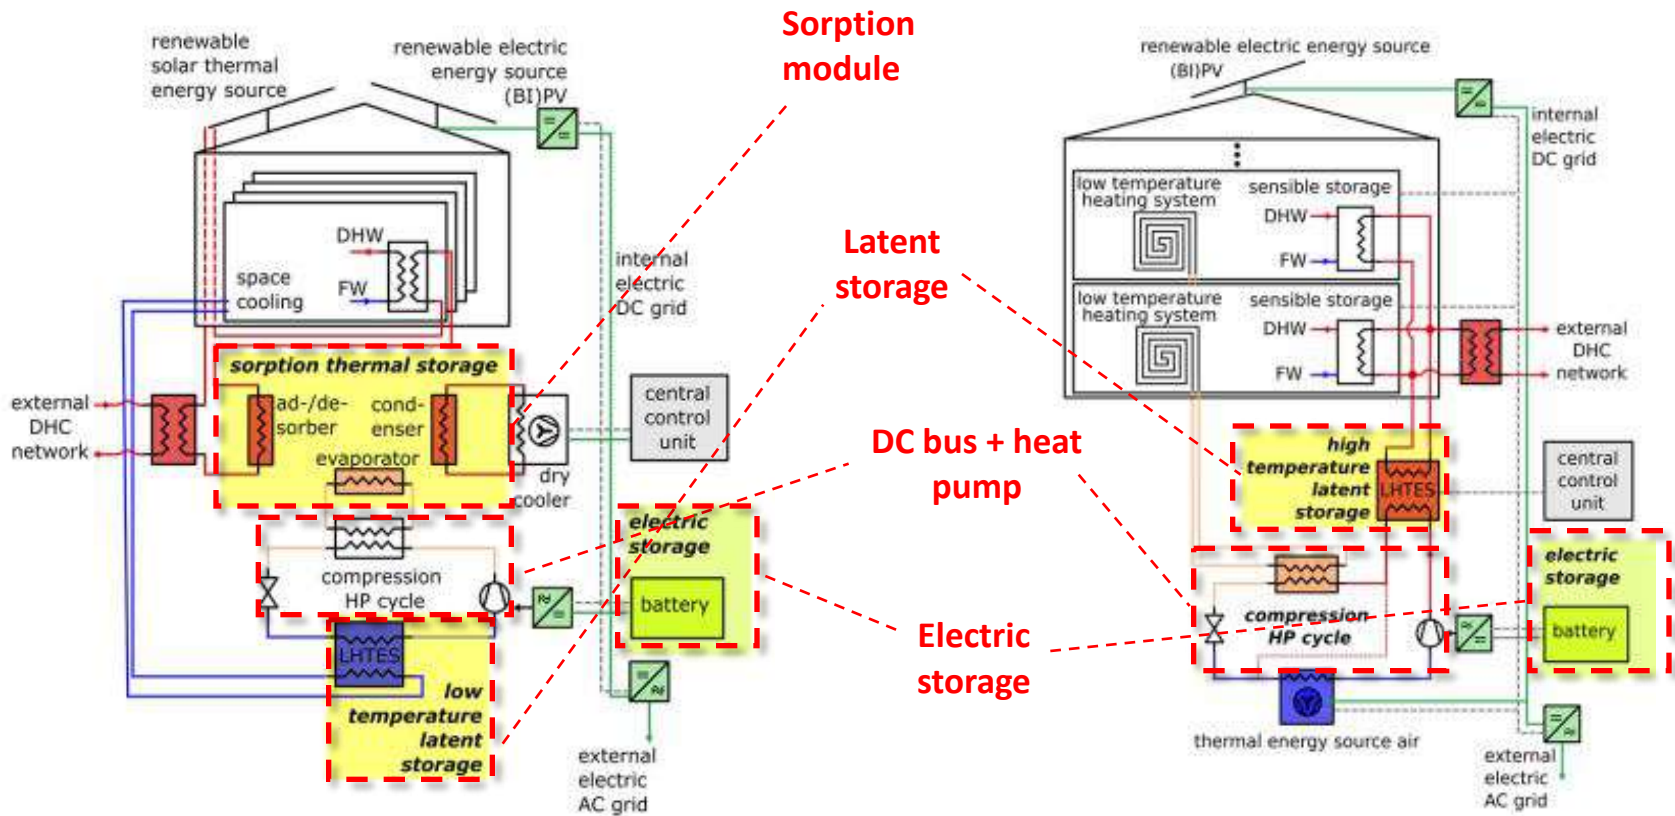 Sorption
module
Latent
storage
DC bus + heat
pump
Electric
storage
renewable
solar thermal
energy source
renewable electric
energy source
(BI)PV
DHW
FW
space
cooling
internal
electric
DC grid
sorption thermal storage
external
DHC
network
ad-/de-
sorber
cond-
enser
evaporator
dry
cooler
central
control
unit
electric
storage
battery
compression
HP cycle
LHTES
low
temperature
latent
storage
external
electric
AC grid
renewable electric energy source
(BI)PV
internal
electric
DC grid
low temperature
heating system
sensible storage
DHW
FW
low temperature
heating system
sensible storage
DHW
FW
external
DHC
network
high
temperature
latent
storage
LHTES
central
control
unit
electric
storage
battery
compression
HP cycle
thermal energy source air
external
electric
AC grid